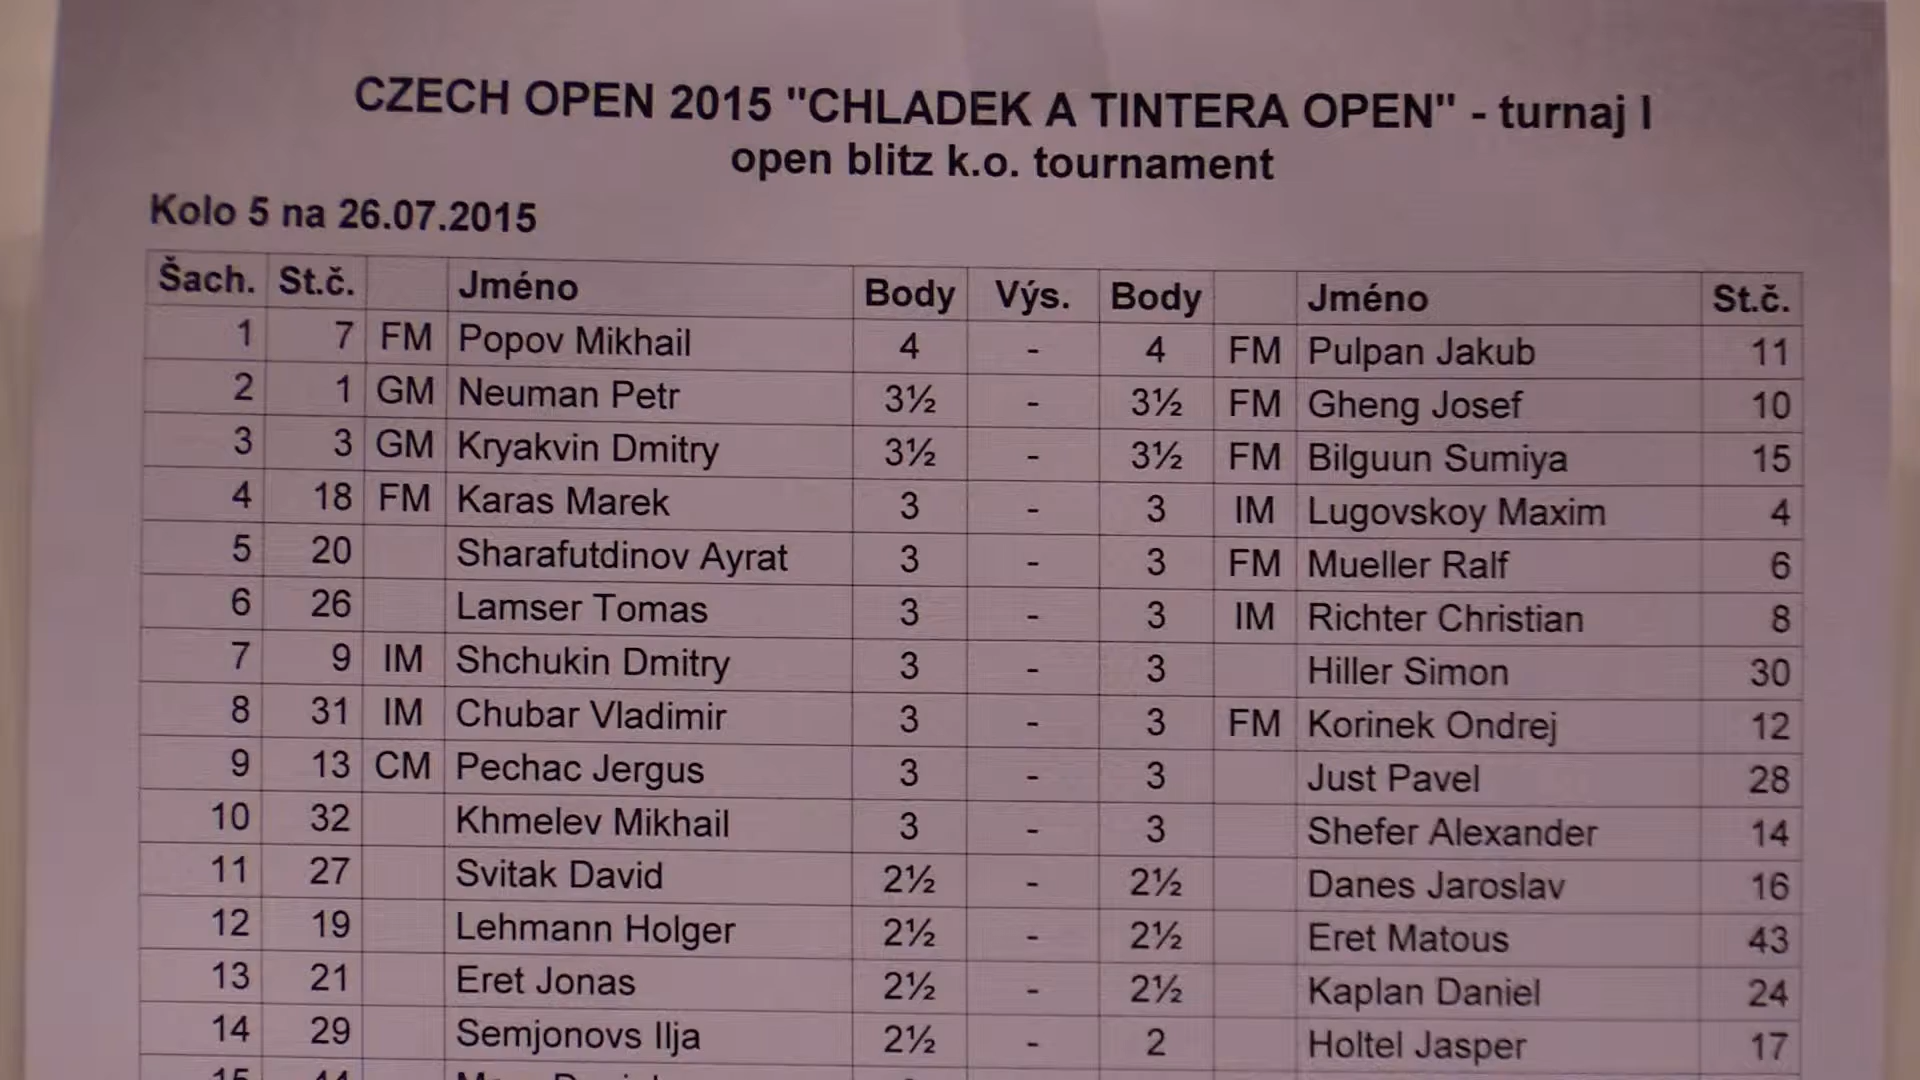 CZECH OPEN 2015 "CHLADEK A TINTERA OPEN" - turnaj I
open blitz k.o. tournament
Kolo 5 na 26.07.2015
Šach. St.č. Jméno Body Výs. Body Jméno St.č.
1 7 FM Popov Mikhail 4 - 4 FM Pulpan Jakub 11
2 1 GM Neuman Petr 3½ - 3½ FM Gheng Josef 10
3 3 GM Kryakvin Dmitry 3½ - 3½ FM Bilguun Sumiya 15
4 18 FM Karas Marek 3 - 3 IM Lugovskoy Maxim 4
5 20 Sharafutdinov Ayrat 3 - 3 FM Mueller Ralf 6
6 26 Lamser Tomas 3 - 3 IM Richter Christian 8
7 9 IM Shchukin Dmitry 3 - 3 Hiller Simon 30
8 31 IM Chubar Vladimir 3 - 3 FM Korinek Ondrej 12
9 13 CM Pechac Jergus 3 - 3 Just Pavel 28
10 32 Khmelev Mikhail 3 - 3 Shefer Alexander 14
11 27 Svitak David 2½ - 2½ Danes Jaroslav 16
12 19 Lehmann Holger 2½ - 2½ Eret Matous 43
13 21 Eret Jonas 2½ - 2½ Kaplan Daniel 24
14 29 Semjonovs Ilja 2½ - 2 Holtel Jasper 17
15 44